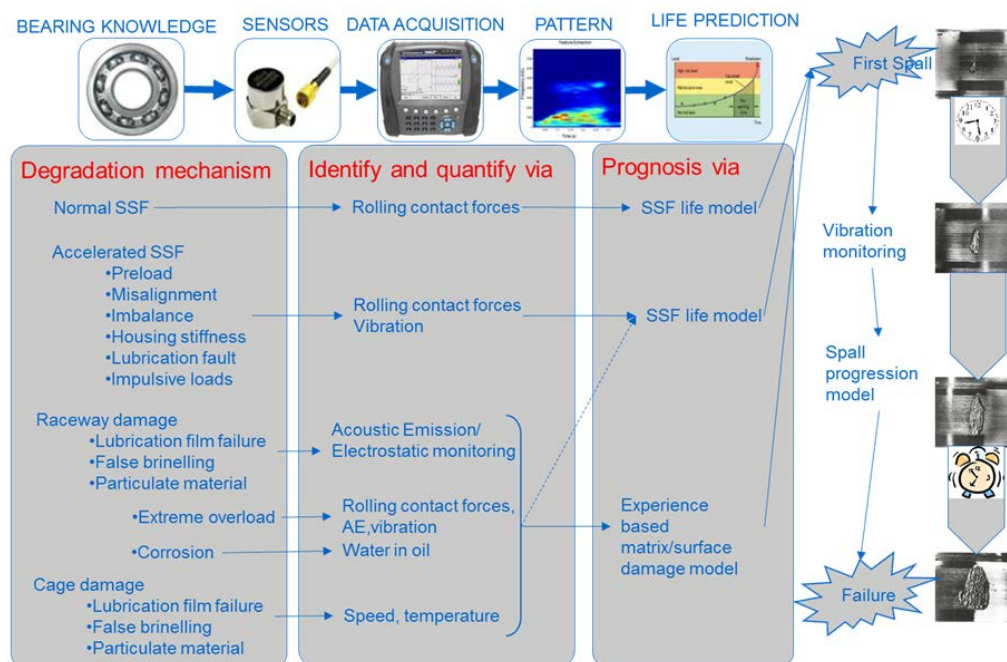 BEARING KNOWLEDGE
SENSORS
DATA ACQUISITION
PATTERN
LIFE PREDICTION
Feature Extraction
Degradation mechanism
Normal SSF
Accelerated SSF
•Preload
•Misalignment
•Imbalance
•Housing stiffness
•Lubrication fault
•Impulsive loads
Raceway damage
•Lubrication film failure
•False brinelling
•Particulate material
•Extreme overload
•Corrosion
Cage damage
•Lubrication film failure
•False brinelling
•Particulate material
Identify and quantify via
Rolling contact forces
Rolling contact forces
Vibration
Acoustic Emission/
Electrostatic monitoring
Rolling contact forces,
AE,vibration
Water in oil
Speed, temperature
Prognosis via
SSF life model
SSF life model
Experience
based
matrix/surface
damage model
First Spall
Vibration
monitoring
Spall
progression
model
Failure